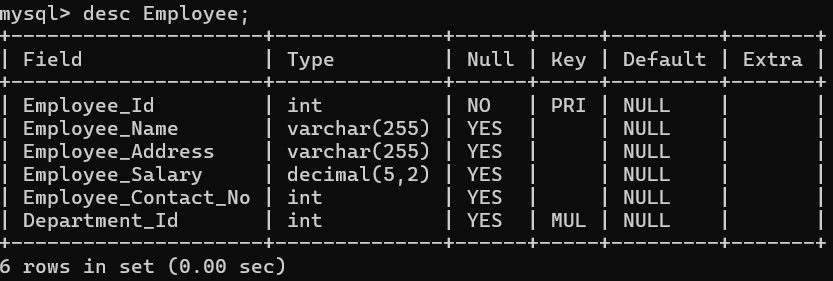 mysql> desc Employee;
+---------------------+--------------+------+-----+---------+-------+
| Field               | Type         | Null | Key | Default | Extra |
+---------------------+--------------+------+-----+---------+-------+
| Employee_Id         | int          | NO   | PRI | NULL    |       |
| Employee_Name       | varchar(255) | YES  |     | NULL    |       |
| Employee_Address    | varchar(255) | YES  |     | NULL    |       |
| Employee_Salary     | decimal(5,2) | YES  |     | NULL    |       |
| Employee_Contact_No | int          | YES  |     | NULL    |       |
| Department_Id       | int          | YES  | MUL | NULL    |       |
+---------------------+--------------+------+-----+---------+-------+
6 rows in set (0.00 sec)